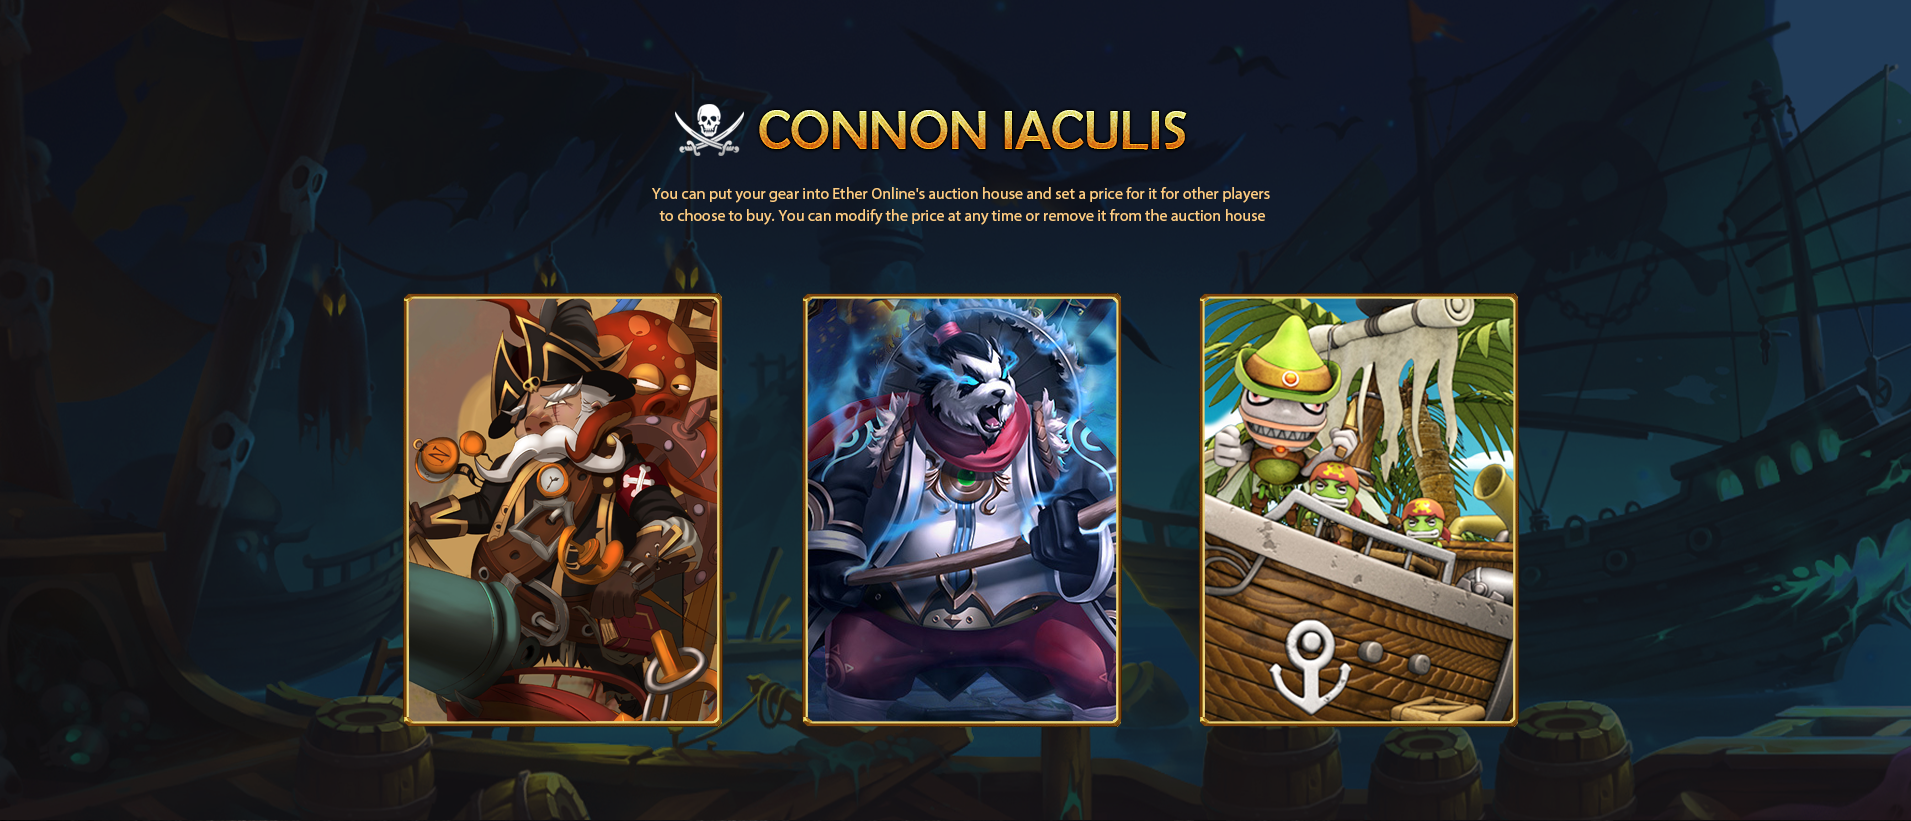 CONNON IACULIS
You can put your gear into Ether Online's auction house and set a price for it for other players
to choose to buy. You can modify the price at any time or remove it from the auction house
N